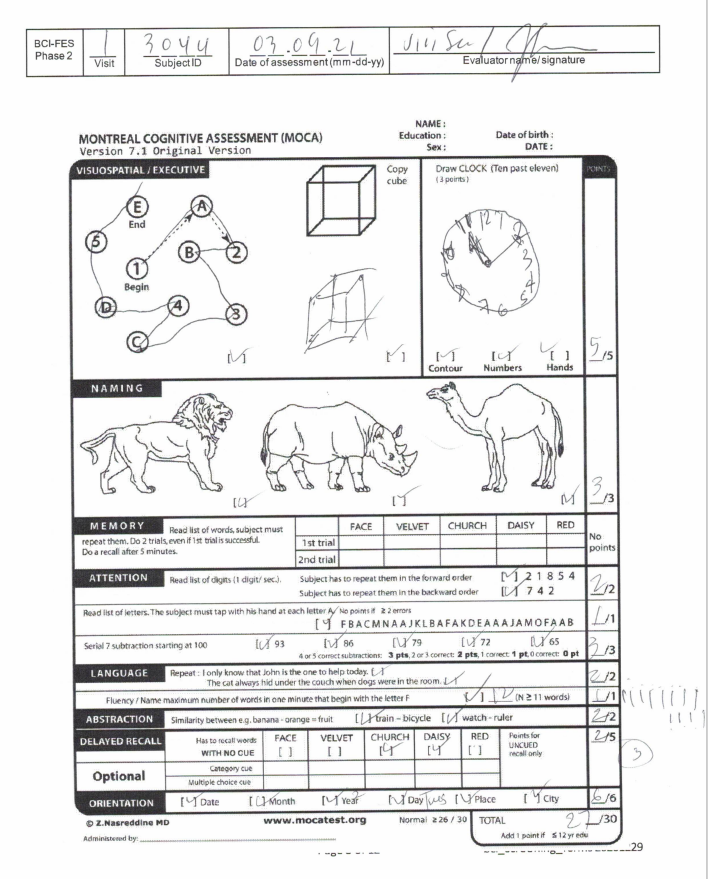 BCI-FES Phase 2
1 Visit
3044 Subject ID
03.09.21 Date of assessment (mm-dd-yy)
Evaluator name/signature
NAME :
Education : Date of birth :
Sex : DATE :
MONTREAL COGNITIVE ASSESSMENT (MOCA)
Version 7.1 Original Version
VISUOSPATIAL / EXECUTIVE
Copy cube
Draw CLOCK (Ten past eleven)
(3 points)
POINTS
E End
A
5
B 2
1 Begin
D 4 3
C
[✓] [✓] [✓] Contour [✓] Numbers ✓ [ ] Hands 5/5
NAMING
[✓] [✓] [✓] 3/3
MEMORY
Read list of words, subject must
repeat them. Do 2 trials, even if 1st trial is successful.
Do a recall after 5 minutes.
FACE VELVET CHURCH DAISY RED
1st trial
2nd trial
No points
ATTENTION
Read list of digits (1 digit/ sec.). Subject has to repeat them in the forward order [✓] 2 1 8 5 4
Subject has to repeat them in the backward order [✓] 7 4 2 2/2
Read list of letters. The subject must tap with his hand at each letter A. No points if ≥ 2 errors
[✓] F B A C M N A A J K L B A F A K D E A A A J A M O F A A B 1/1
Serial 7 subtraction starting at 100 [✓] 93 [✓] 86 [✓] 79 [✓] 72 [✓] 65
4 or 5 correct subtractions: 3 pts, 2 or 3 correct: 2 pts, 1 correct: 1 pt, 0 correct: 0 pt 3/3
LANGUAGE
Repeat : I only know that John is the one to help today. [✓]
The cat always hid under the couch when dogs were in the room. [✓] 2/2
Fluency / Name maximum number of words in one minute that begin with the letter F [✓] (N ≥ 11 words) 1/1
ABSTRACTION
Similarity between e.g. banana - orange = fruit [✓] train – bicycle [✓] watch - ruler 2/2
DELAYED RECALL
Has to recall words WITH NO CUE
FACE [ ] VELVET [ ] CHURCH [✓] DAISY [✓] RED [ ]
Points for UNCUED recall only
2/5
3
Optional
Category cue
Multiple choice cue
ORIENTATION
[✓] Date [✓] Month [✓] Year [✓] Day [✓] Place [✓] City 6/6
© Z.Nasreddine MD www.mocatest.org Normal ≥ 26 / 30 TOTAL 27/30
Add 1 point if ≤ 12 yr edu
Administered by:
29